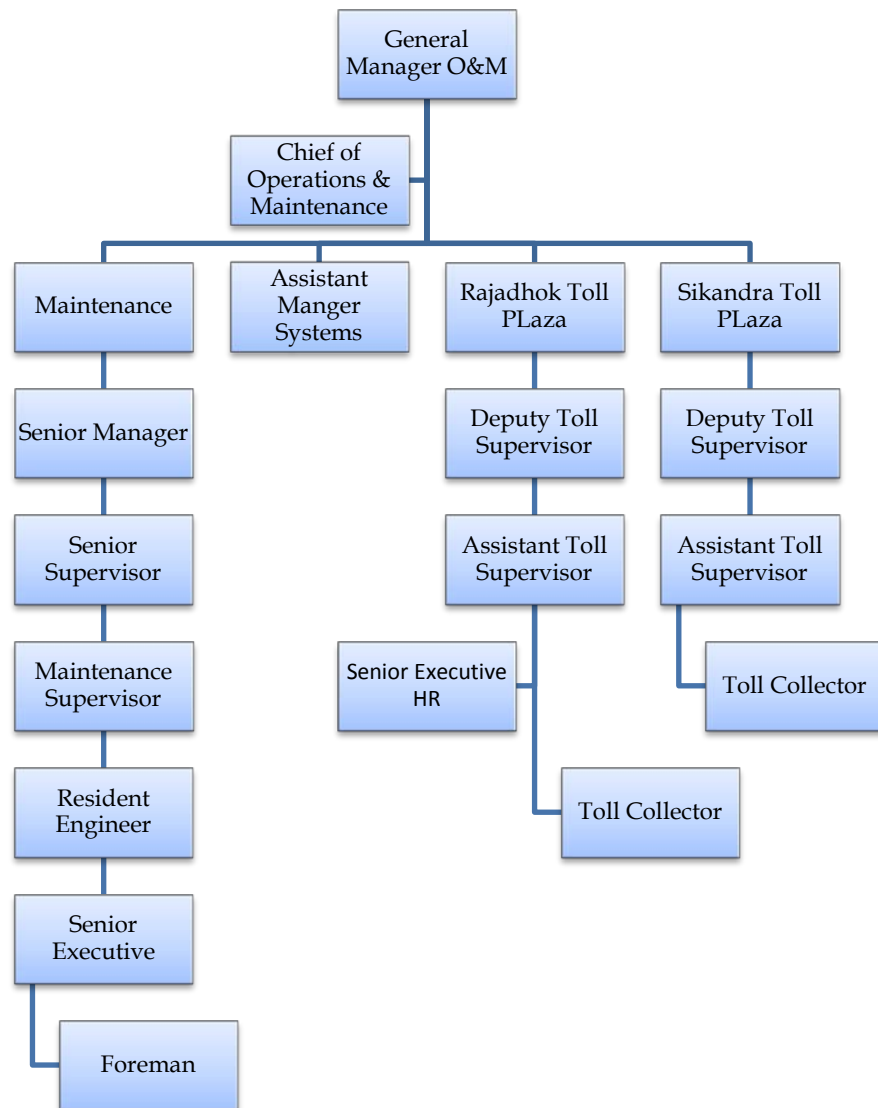 General
Manager O&M
Chief of
Operations &
Maintenance
Maintenance
Assistant
Manger
Systems
Rajadhok Toll
PLaza
Sikandra Toll
PLaza
Senior Manager
Deputy Toll
Supervisor
Deputy Toll
Supervisor
Senior
Supervisor
Assistant Toll
Supervisor
Assistant Toll
Supervisor
Maintenance
Supervisor
Senior Executive
HR
Toll Collector
Resident
Engineer
Toll Collector
Senior
Executive
Foreman